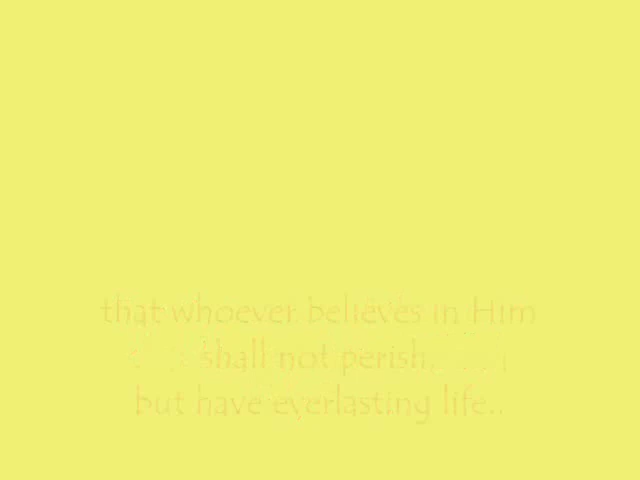 that whoever believes in Him
shall not perish,
but have everlasting life..